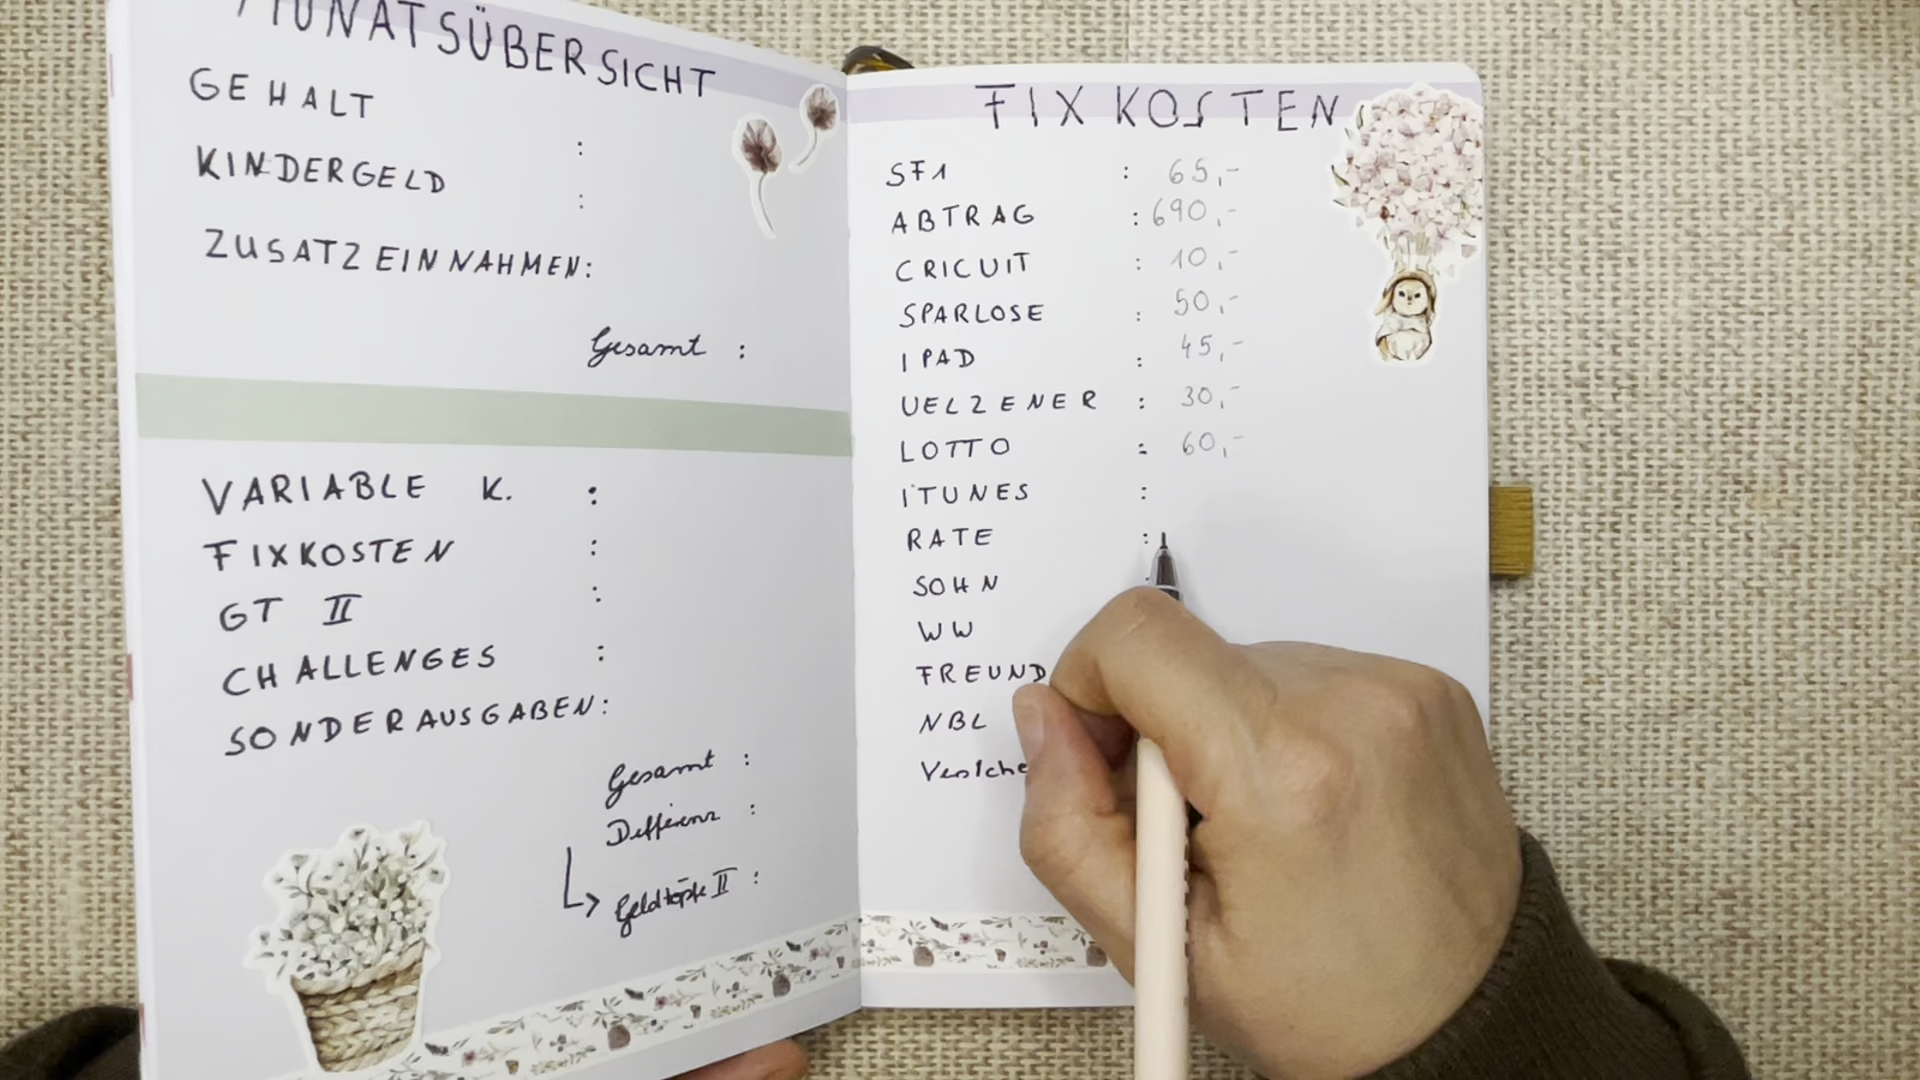 MONATSÜBERSICHT
GEHALT :
KINDERGELD :
ZUSATZEINNAHMEN:
Gesamt :
VARIABLE K. :
FIXKOSTEN :
GT II :
CHALLENGES :
SONDERAUSGABEN:
Gesamt :
Differenz :
Geldtöpfe II :
FIXKOSTEN
SF1 : 65,-
ABTRAG : 690,-
CRICUIT : 10,-
SPARLOSE : 50,-
IPAD : 45,-
UELZENER : 30,-
LOTTO : 60,-
ITUNES :
RATE :
SOHN :
WW
FREUND
NBL
Versiche